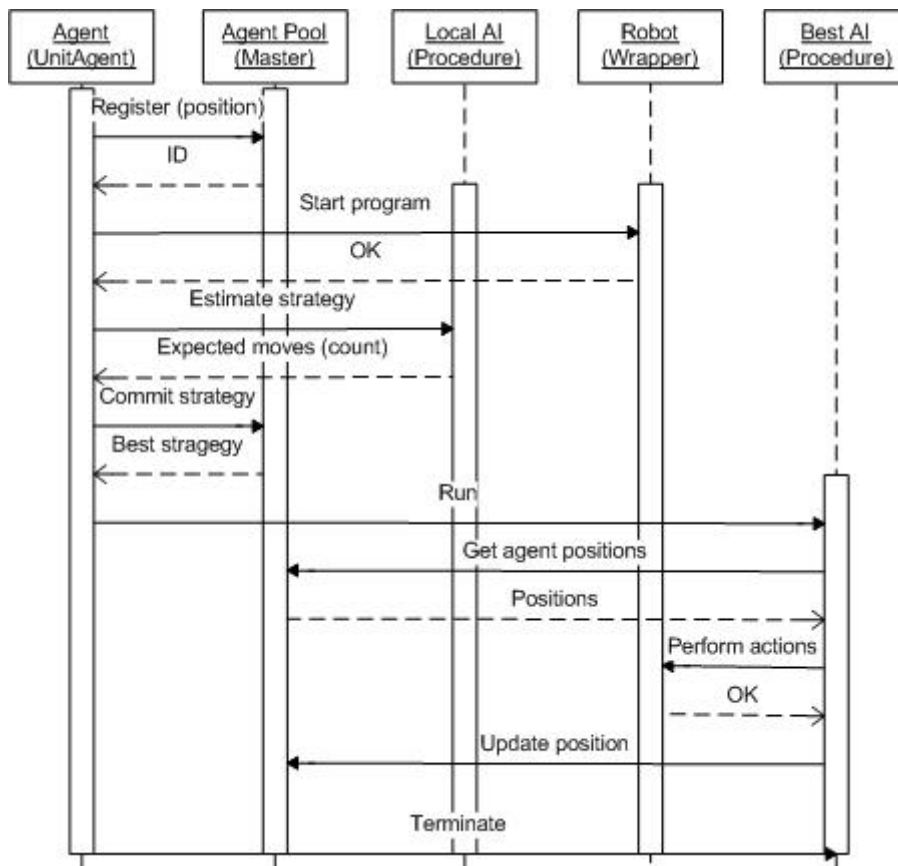 Agent
(UnitAgent)
Agent Pool
(Master)
Local AI
(Procedure)
Robot
(Wrapper)
Best AI
(Procedure)
Register (position)
ID
Start program
OK
Estimate strategy
Expected moves (count)
Commit strategy
Best stragegy
Run
Get agent positions
Positions
Perform actions
OK
Update position
Terminate